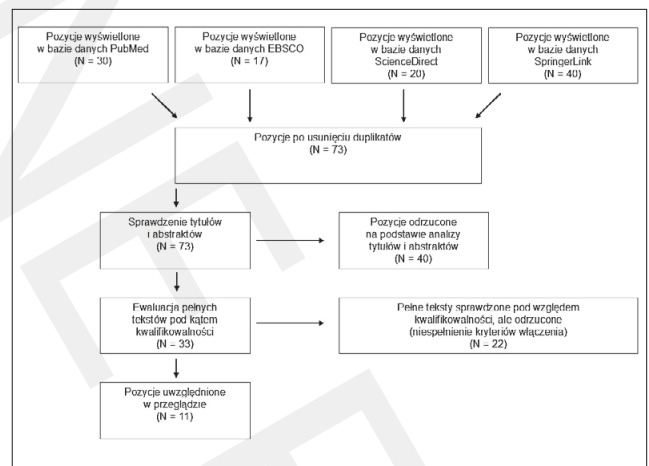 Pozycje wyświetlone
w bazie danych PubMed
(N = 30)
Pozycje wyświetlone
w bazie danych EBSCO
(N = 17)
Pozycje wyświetlone
w bazie danych
ScienceDirect
(N = 20)
Pozycje wyświetlone
w bazie danych
SpringerLink
(N = 40)
Pozycje po usunięciu duplikatów
(N = 73)
Sprawdzenie tytułów
i abstraktów
(N = 73)
Pozycje odrzucone
na podstawie analizy
tytułów i abstraktów
(N = 40)
Ewaluacja pełnych
tekstów pod kątem
kwalifikowalności
(N = 33)
Pełne teksty sprawdzone pod względem
kwalifikowalności, ale odrzucone
(niespełnienie kryteriów włączenia)
(N = 22)
Pozycje uwzględnione
w przeglądzie
(N = 11)